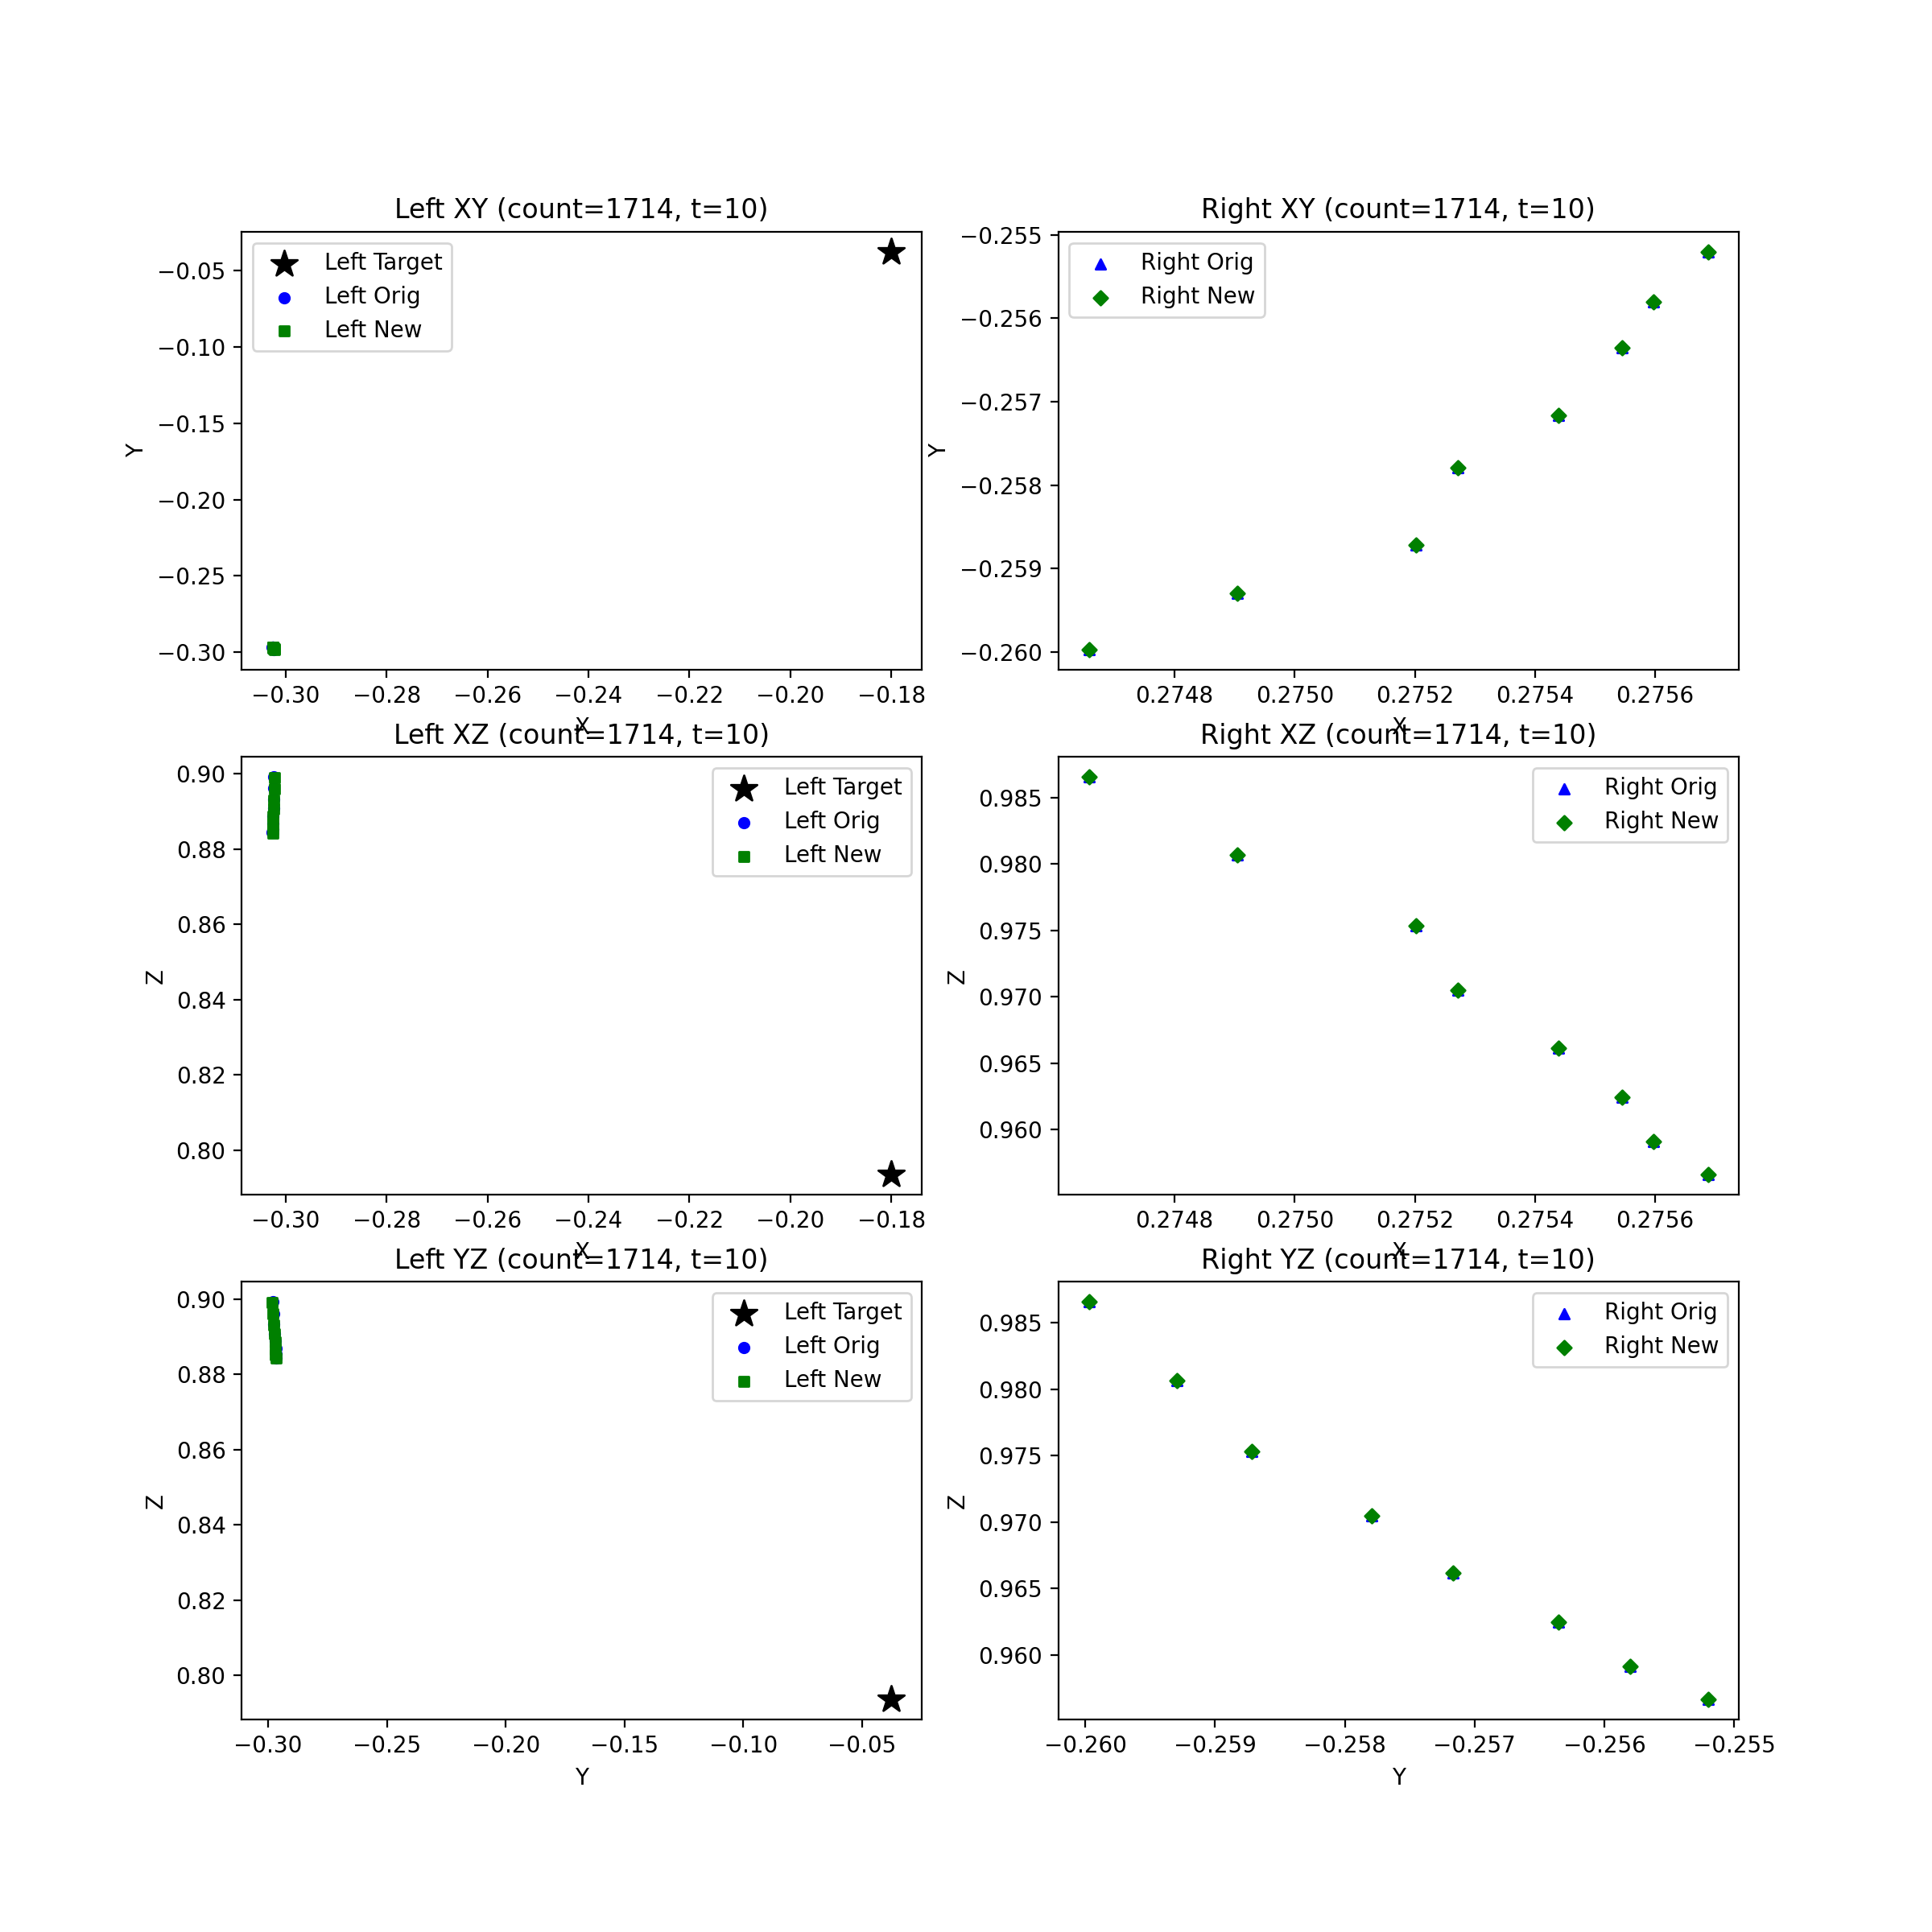 Left XY (count=1714, t=10)
Left Target
Left Orig
Left New
Y
−0.05
−0.10
−0.15
−0.20
−0.25
−0.30
−0.30 −0.28 −0.26 −0.24 −0.22 −0.20 −0.18
X
Right XY (count=1714, t=10)
Right Orig
Right New
Y
−0.255
−0.256
−0.257
−0.258
−0.259
−0.260
0.2748 0.2750 0.2752 0.2754 0.2756
X
Left XZ (count=1714, t=10)
Left Target
Left Orig
Left New
Z
0.90
0.88
0.86
0.84
0.82
0.80
−0.30 −0.28 −0.26 −0.24 −0.22 −0.20 −0.18
X
Right XZ (count=1714, t=10)
Right Orig
Right New
Z
0.985
0.980
0.975
0.970
0.965
0.960
0.2748 0.2750 0.2752 0.2754 0.2756
X
Left YZ (count=1714, t=10)
Left Target
Left Orig
Left New
Z
0.90
0.88
0.86
0.84
0.82
0.80
−0.30 −0.25 −0.20 −0.15 −0.10 −0.05
Y
Right YZ (count=1714, t=10)
Right Orig
Right New
Z
0.985
0.980
0.975
0.970
0.965
0.960
−0.260 −0.259 −0.258 −0.257 −0.256 −0.255
Y